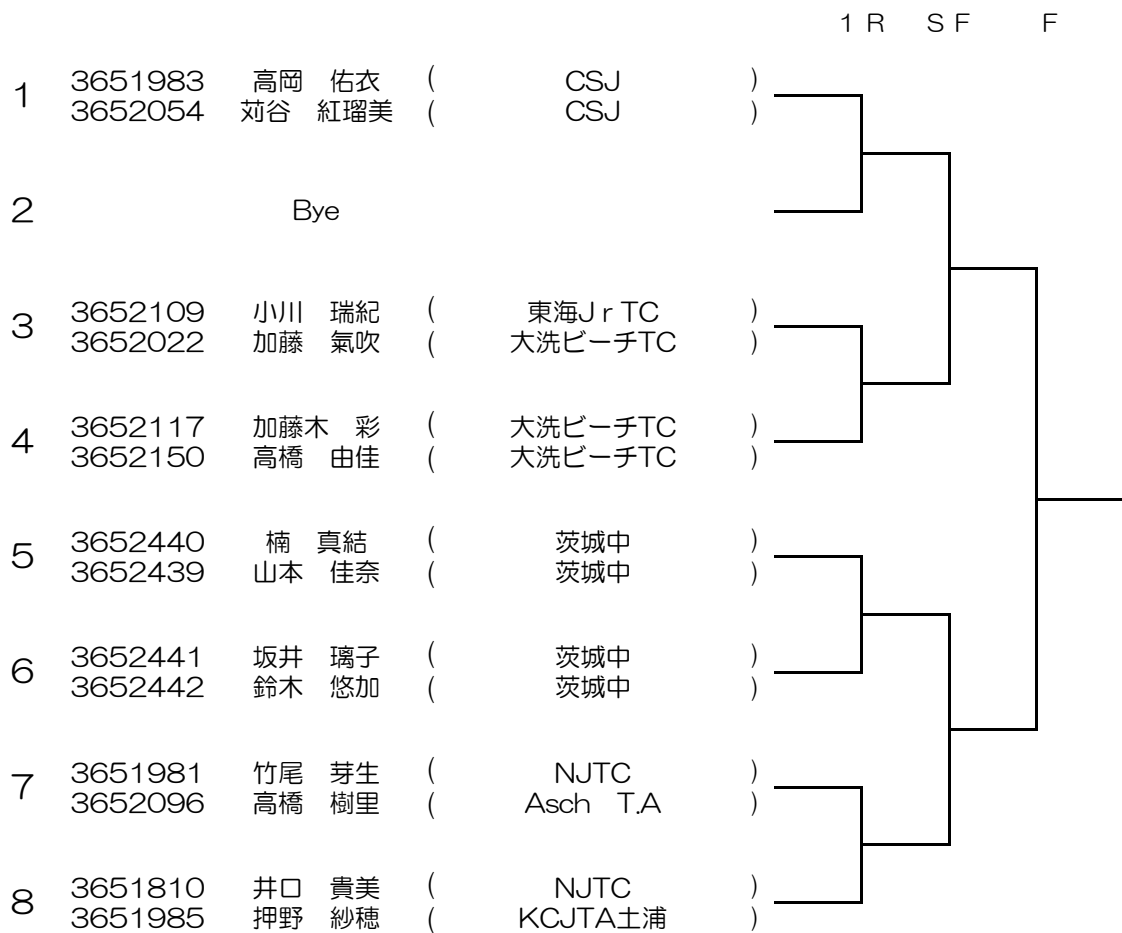 １Ｒ　ＳＦ　Ｆ
1
3651983　高岡　佑衣　(　CSJ　)
3652054　苅谷　紅瑠美　(　CSJ　)
2　Bye
3
3652109　小川　瑞紀　(　東海Ｊｒ TC　)
3652022　加藤　氣吹　(　大洗ビーチTC　)
4
3652117　加藤木　彩　(　大洗ビーチTC　)
3652150　高橋　由佳　(　大洗ビーチTC　)
5
3652440　楠　真結　(　茨城中　)
3652439　山本　佳奈　(　茨城中　)
6
3652441　坂井　璃子　(　茨城中　)
3652442　鈴木　悠加　(　茨城中　)
7
3651981　竹尾　芽生　(　NJTC　)
3652096　高橋　樹里　(　Asch　T.A　)
8
3651810　井口　貴美　(　NJTC　)
3651985　押野　紗穂　(　KCJTA土浦　)